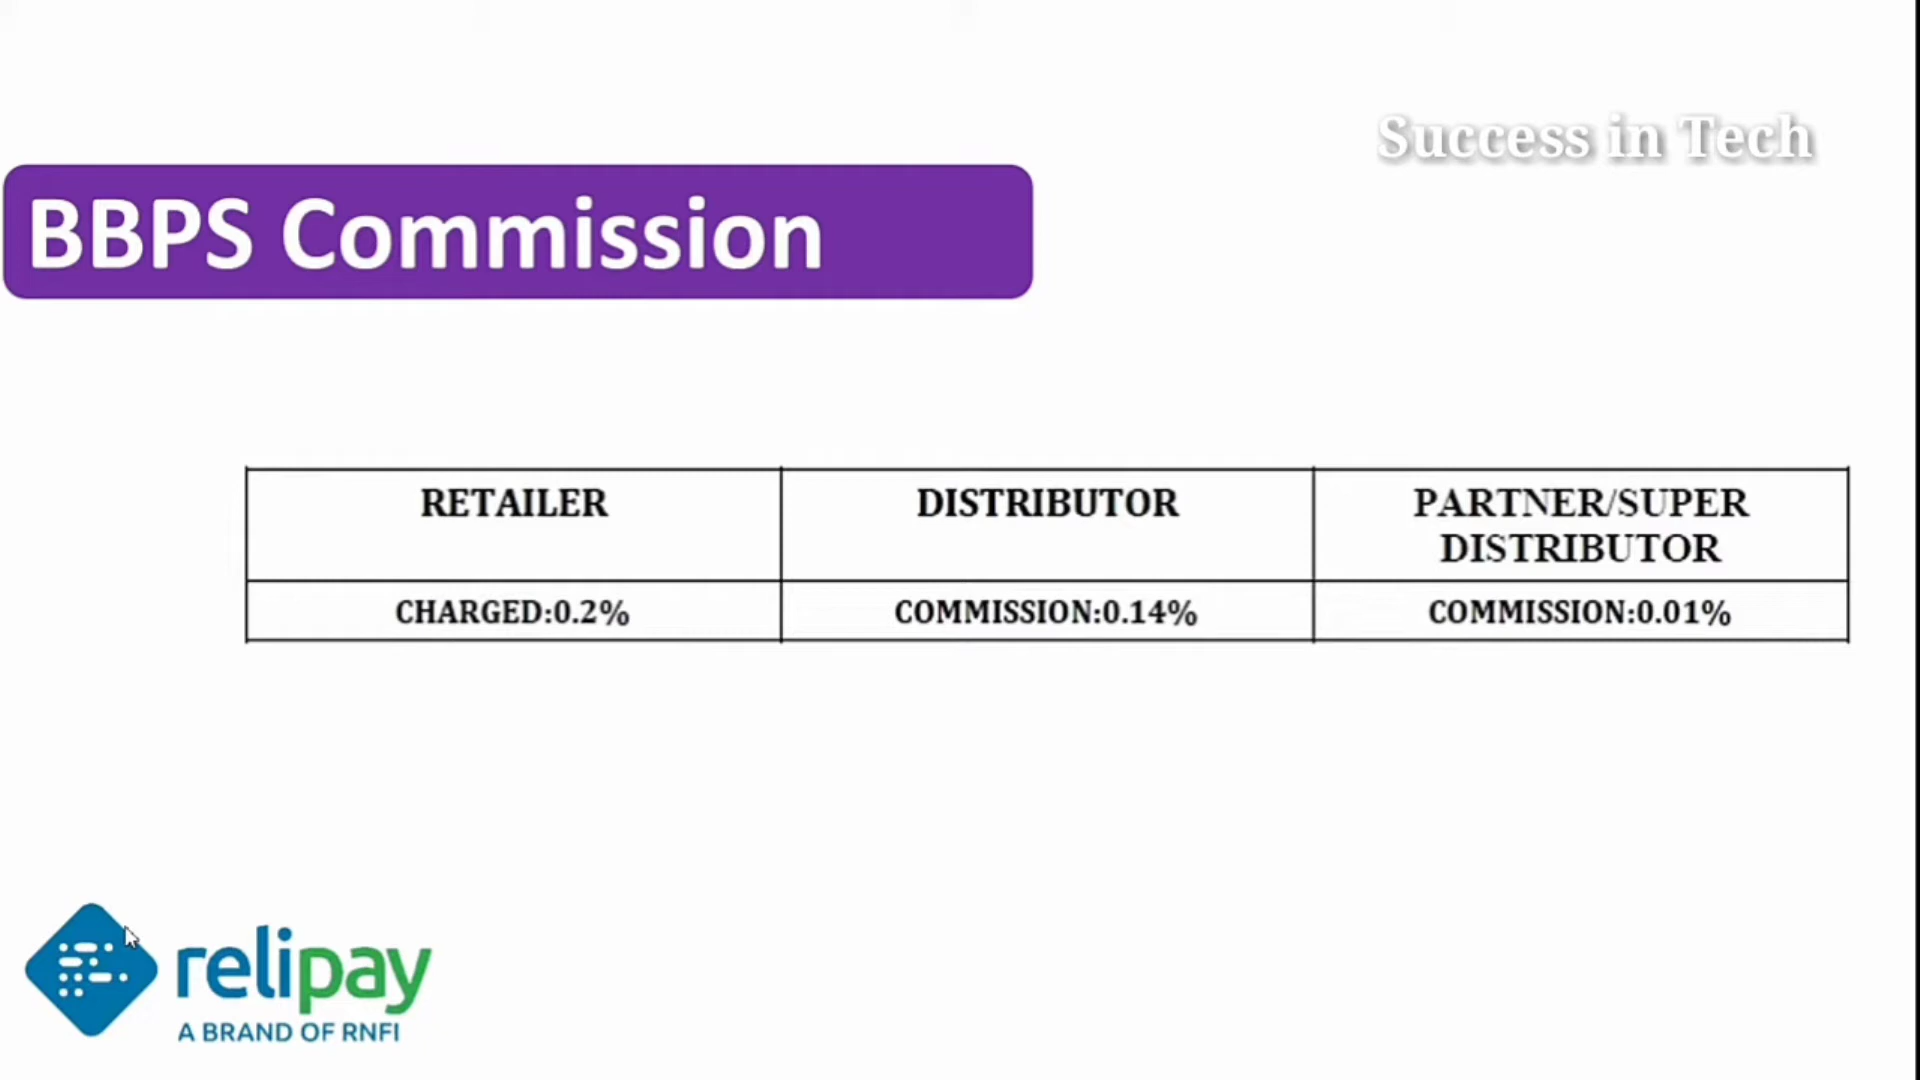 Success in Tech
BBPS Commission
RETAILER
DISTRIBUTOR
PARTNER/SUPER
DISTRIBUTOR
CHARGED:0.2%
COMMISSION:0.14%
COMMISSION:0.01%
relipay
A BRAND OF RNFI